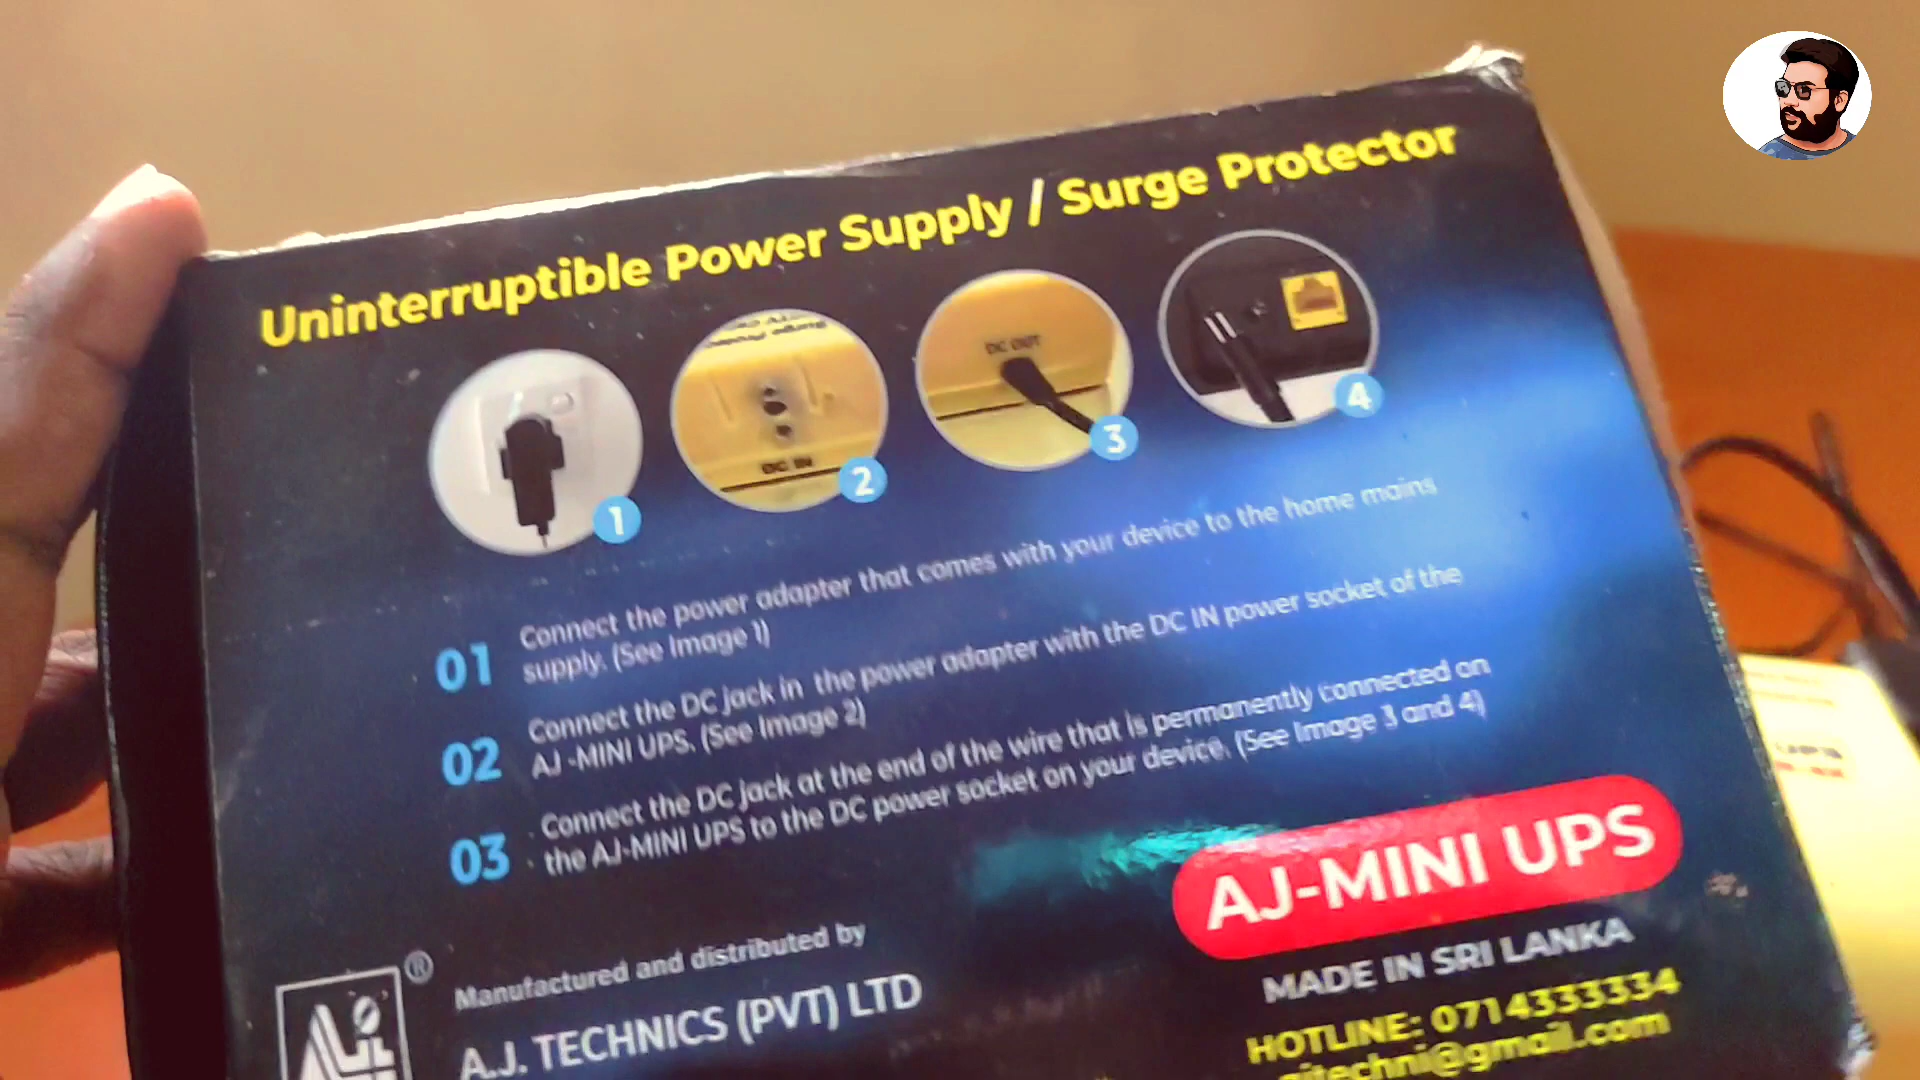 Uninterruptible Power Supply / Surge Protector
DC IN
DC OUT
1
2
3
4
01
Connect the power adapter that comes with your device to the home mains
supply. (See Image 1)
02
Connect the DC jack in the power adapter with the DC IN power socket of the
AJ -MINI UPS. (See Image 2)
03
Connect the DC jack at the end of the wire that is permanently connected on
the AJ-MINI UPS to the DC power socket on your device. (See Image 3 and 4)
®
Manufactured and distributed by
A.J. TECHNICS (PVT) LTD
AJ-MINI UPS
MADE IN SRI LANKA
HOTLINE: 0714333334
ajtechni@gmail.com